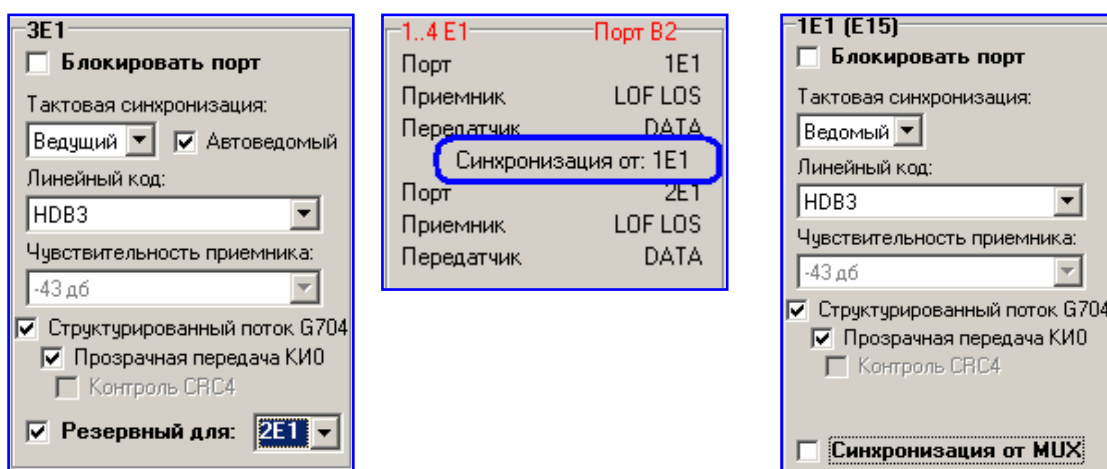 3E1
Блокировать порт
Тактовая синхронизация:
Ведущий Автоведомый
Линейный код:
HDB3
Чувствительность приемника:
-43 дб
Структурированный поток G704
Прозрачная передача КИ0
Контроль CRC4
Резервный для: 2E1
1..4 E1 Порт B2
Порт 1E1
Приемник LOF LOS
Передатчик DATA
Синхронизация от: 1E1
Порт 2E1
Приемник LOF LOS
Передатчик DATA
1E1 (E15)
Блокировать порт
Тактовая синхронизация:
Ведомый
Линейный код:
HDB3
Чувствительность приемника:
-43 дб
Структурированный поток G704
Прозрачная передача КИ0
Контроль CRC4
Синхронизация от MUX